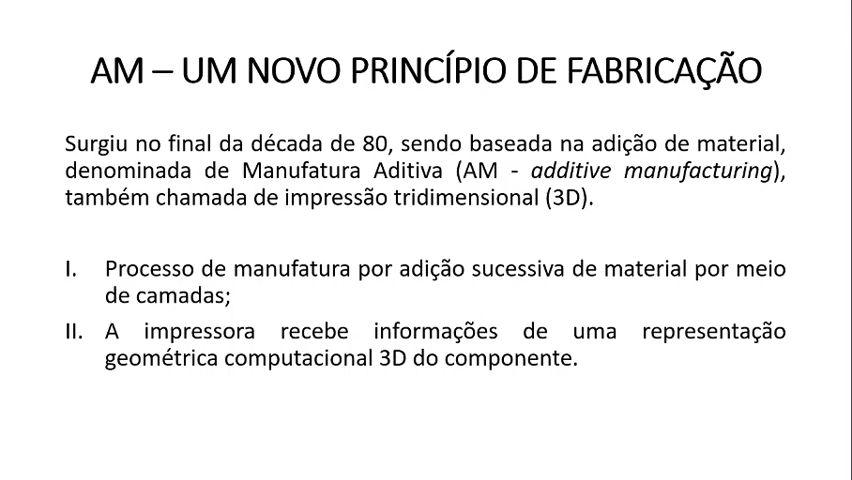 AM – UM NOVO PRINCÍPIO DE FABRICAÇÃO
Surgiu no final da década de 80, sendo baseada na adição de material,
denominada de Manufatura Aditiva (AM - additive manufacturing),
também chamada de impressão tridimensional (3D).
I. Processo de manufatura por adição sucessiva de material por meio
de camadas;
II. A impressora recebe informações de uma representação
geométrica computacional 3D do componente.